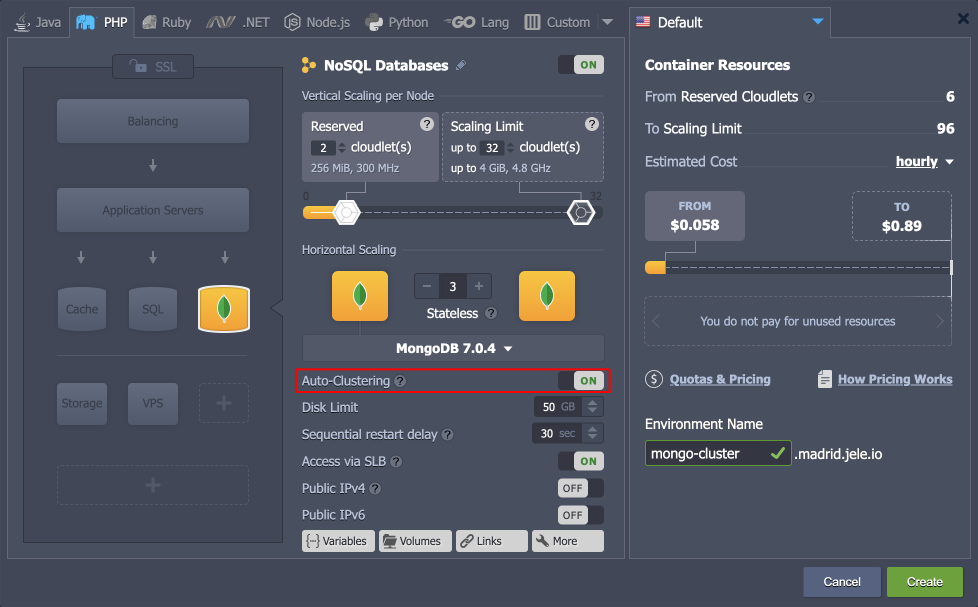 Java
PHP
Ruby
.NET
Node.js
Python
GO Lang
Custom
Default
SSL
Balancing
Application Servers
Cache
SQL
Storage
VPS
NoSQL Databases
ON
Vertical Scaling per Node
Reserved ?
2 cloudlet(s)
256 MiB, 300 MHz
Scaling Limit ?
up to 32 cloudlet(s)
up to 4 GiB, 4.8 GHz
0 32
Horizontal Scaling
− 3 +
Stateless ?
MongoDB 7.0.4
Auto-Clustering ? ON
Disk Limit 50 GB
Sequential restart delay ? 30 sec
Access via SLB ? ON
Public IPv4 ? OFF
Public IPv6 OFF
Variables Volumes Links More
Container Resources
From Reserved Cloudlets ? 6
To Scaling Limit 96
Estimated Cost hourly
FROM
$0.058
TO
$0.89
You do not pay for unused resources
$ Quotas & Pricing How Pricing Works
Environment Name
mongo-cluster .madrid.jele.io
Cancel Create